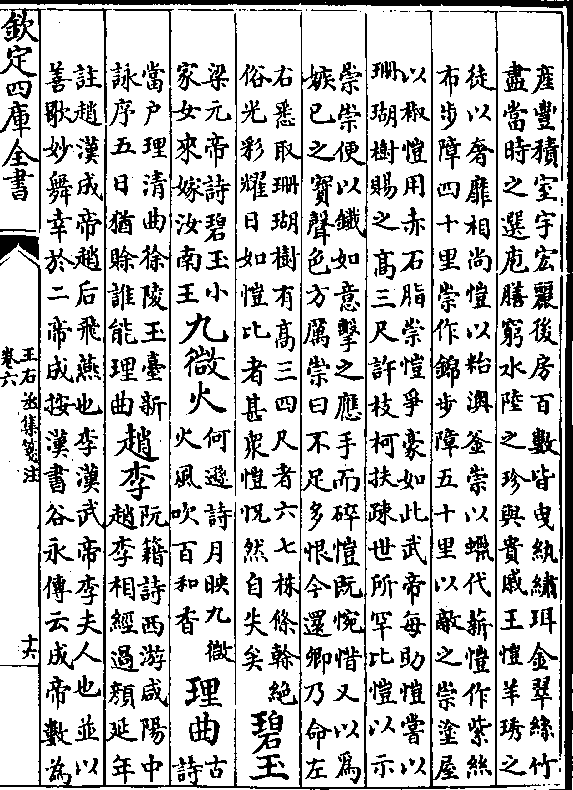 產豐積室宇宏麗後房百數皆曳紈繡珥金翠絲竹
盡當時之選庖膳窮水陸之珍與貴戚王愷羊琇之
徒以奢靡相尚愷以澳釜崇以蠟代薪愷作紫絲
布步障四十里崇作錦步障五十里以敵之崇塗屋
以椒愷用赤石脂崇愷爭豪如此武帝每助愷嘗以
珊瑚樹賜之高三尺許枝柯扶疎世所罕比愷以示
崇崇便以鐵如意擊之應手而碎愷既惋惜又以為
嫉已之寶聲色方厲崇曰不足多恨今還卿乃命左
右悉取珊瑚樹有高三四尺者六七株條榦絕
俗光彩耀日如愷比者甚衆愷怳然自失矣
碧玉
梁元帝詩碧玉小
家女來嫁汝南王
九微火
何遜詩月映九微
火風吹百和香
理曲
古
詩
當户理清曲徐陵玉臺新
詠序五日猶賖誰能理曲
趙李
阮籍詩西游咸陽中
趙李相經過顔延年
註趙漢成帝趙后飛燕也李漢武帝李夫人也並以
善歌妙舞幸於二帝成按漢書谷永傳云成帝數為
欽定四庫全書
王右丞集箋注
卷六
十六